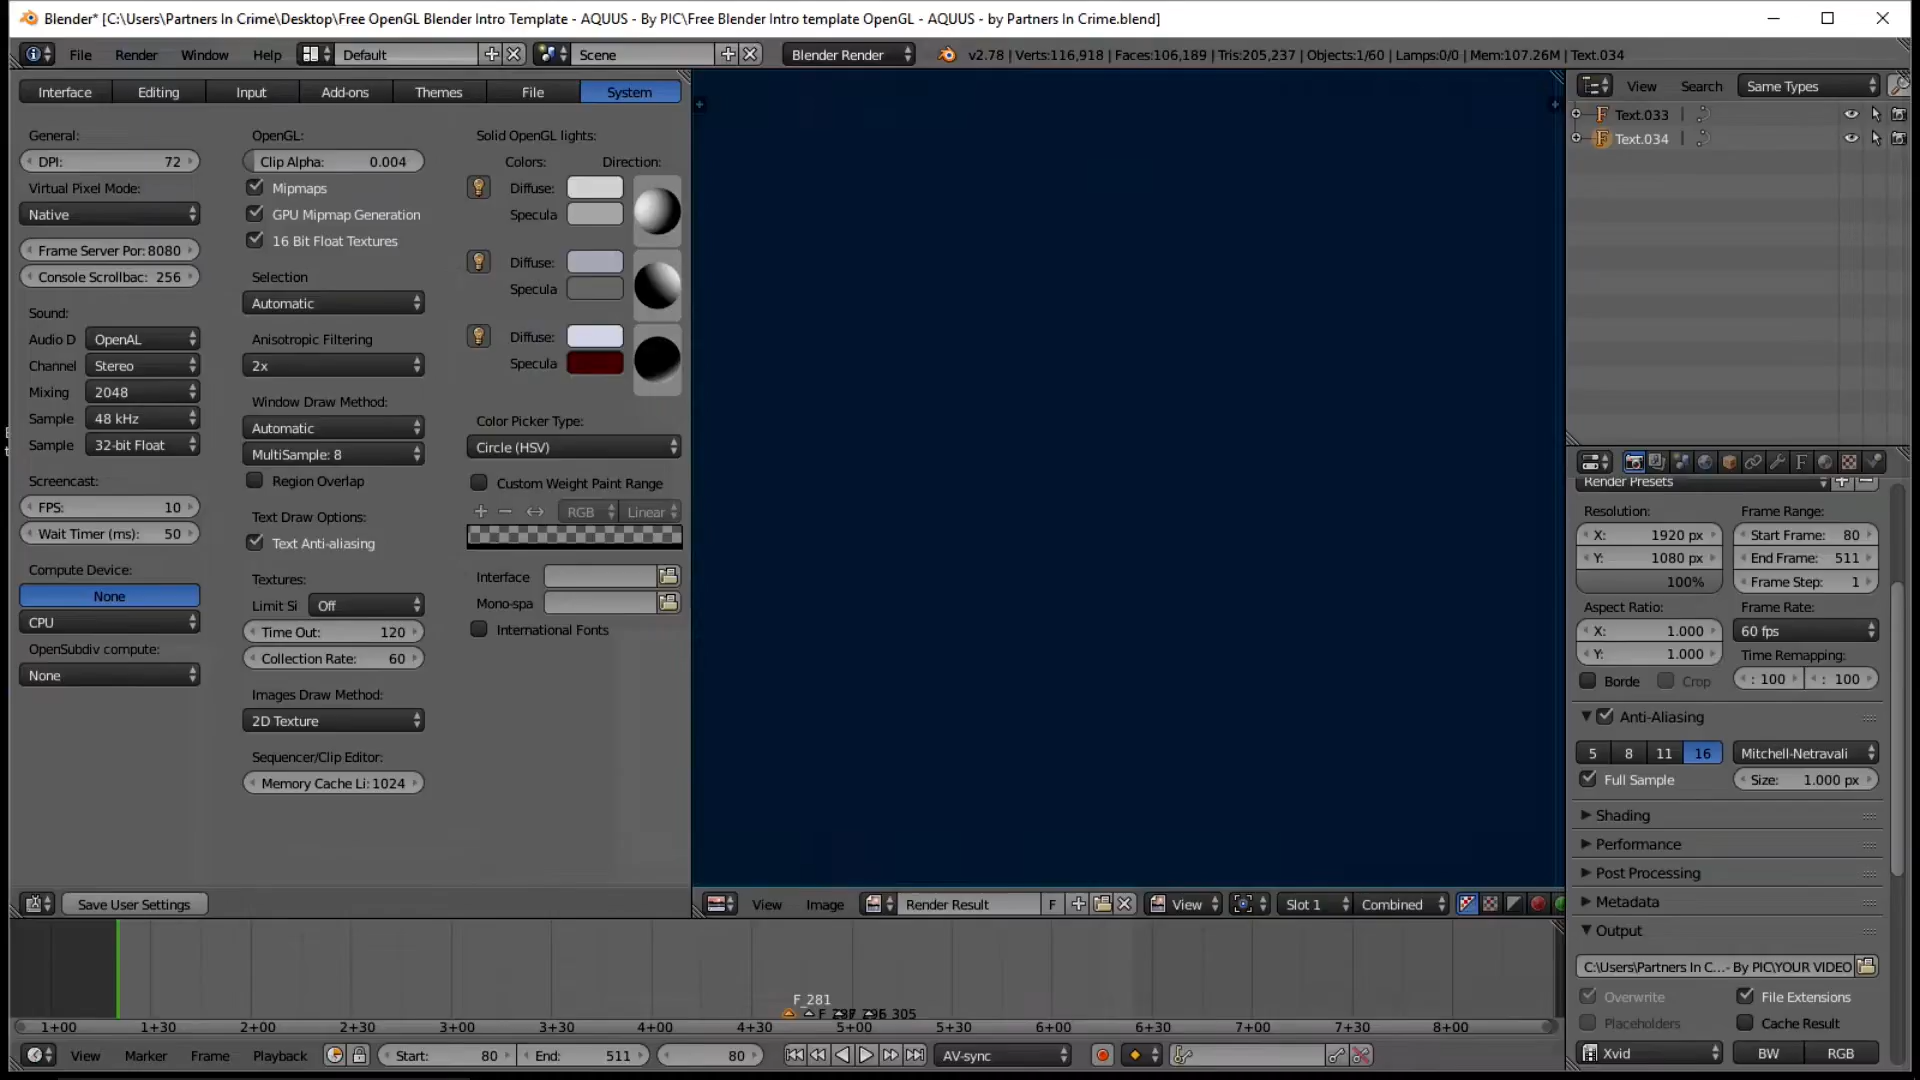 Blender* [C:\Users\Partners In Crime\Desktop\Free OpenGL Blender Intro Template - AQUUS - By PIC\Free Blender Intro template OpenGL - AQUUS - by Partners In Crime.blend]
File Render Window Help Default Scene Blender Render v2.78 | Verts:116,918 | Faces:106,189 | Tris:205,237 | Objects:1/60 | Lamps:0/0 | Mem:107.26M | Text.034
Interface Editing Input Add-ons Themes File System
General:
DPI: 72
Virtual Pixel Mode:
Native
Frame Server Por: 8080
Console Scrollbac: 256
Sound:
Audio D OpenAL
Channel Stereo
Mixing 2048
Sample 48 kHz
Sample 32-bit Float
Screencast:
FPS: 10
Wait Timer (ms): 50
Compute Device:
None
CPU
OpenSubdiv compute:
None
OpenGL:
Clip Alpha: 0.004
Mipmaps
GPU Mipmap Generation
16 Bit Float Textures
Selection
Automatic
Anisotropic Filtering
2x
Window Draw Method:
Automatic
MultiSample: 8
Region Overlap
Text Draw Options:
Text Anti-aliasing
Textures:
Limit Si Off
Time Out: 120
Collection Rate: 60
Images Draw Method:
2D Texture
Sequencer/Clip Editor:
Memory Cache Li: 1024
Solid OpenGL lights:
Colors: Direction:
Diffuse:
Specula
Diffuse:
Specula
Diffuse:
Specula
Color Picker Type:
Circle (HSV)
Custom Weight Paint Range
RGB Linear
Interface
Mono-spa
International Fonts
Save User Settings
View Image Render Result F View Slot 1 Combined
View Search Same Types
Text.033
Text.034
Render Presets
Resolution: Frame Range:
X: 1920 px Start Frame: 80
Y: 1080 px End Frame: 511
100% Frame Step: 1
Aspect Ratio: Frame Rate:
X: 1.000 60 fps
Y: 1.000 Time Remapping:
Borde Crop : 100 : 100
Anti-Aliasing
5 8 11 16 Mitchell-Netravali
Full Sample Size: 1.000 px
Shading
Performance
Post Processing
Metadata
Output
C:\Users\Partners In C...- By PIC\YOUR VIDEO
Overwrite File Extensions
Placeholders Cache Result
Xvid BW RGB
F_281
305
1+00 1+30 2+00 2+30 3+00 3+30 4+00 4+30 5+00 5+30 6+00 6+30 7+00 7+30 8+00
View Marker Frame Playback Start: 80 End: 511 80 AV-sync